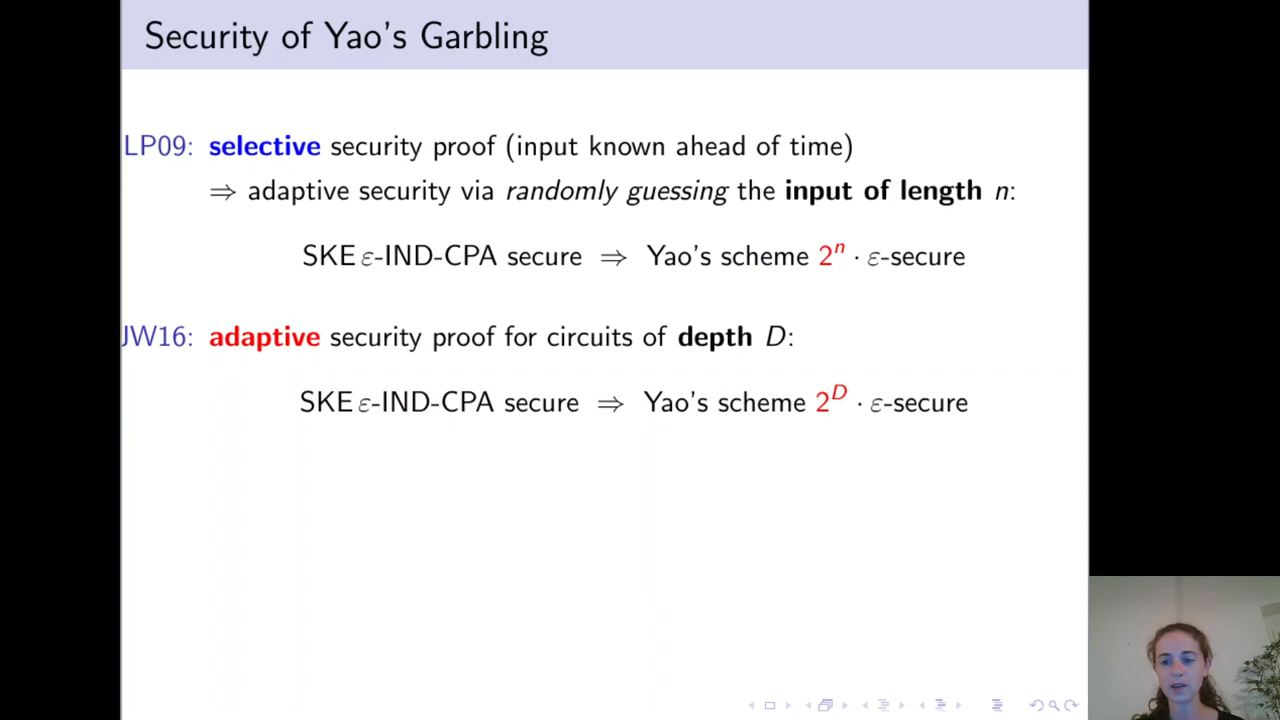 Security of Yao's Garbling
LP09: selective security proof (input known ahead of time)
⇒ adaptive security via randomly guessing the input of length n:
SKE ε-IND-CPA secure ⇒ Yao's scheme 2ⁿ · ε-secure
JW16: adaptive security proof for circuits of depth D:
SKE ε-IND-CPA secure ⇒ Yao's scheme 2ᴰ · ε-secure